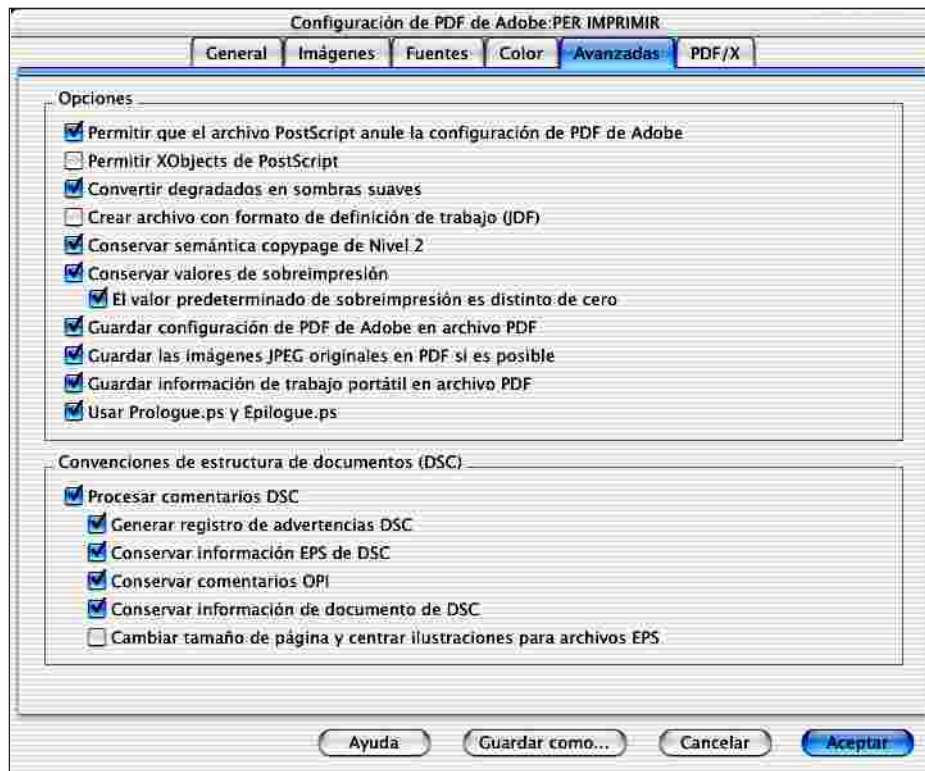 Configuración de PDF de Adobe:PER IMPRIMIR
General Imágenes Fuentes Color Avanzadas PDF/X
Opciones
Permitir que el archivo PostScript anule la configuración de PDF de Adobe
Permitir XObjects de PostScript
Convertir degradados en sombras suaves
Crear archivo con formato de definición de trabajo (JDF)
Conservar semántica copypage de Nivel 2
Conservar valores de sobreimpresión
El valor predeterminado de sobreimpresión es distinto de cero
Guardar configuración de PDF de Adobe en archivo PDF
Guardar las imágenes JPEG originales en PDF si es posible
Guardar información de trabajo portátil en archivo PDF
Usar Prologue.ps y Epilogue.ps
Convenciones de estructura de documentos (DSC)
Procesar comentarios DSC
Generar registro de advertencias DSC
Conservar información EPS de DSC
Conservar comentarios OPI
Conservar información de documento de DSC
Cambiar tamaño de página y centrar ilustraciones para archivos EPS
Ayuda Guardar como... Cancelar Aceptar